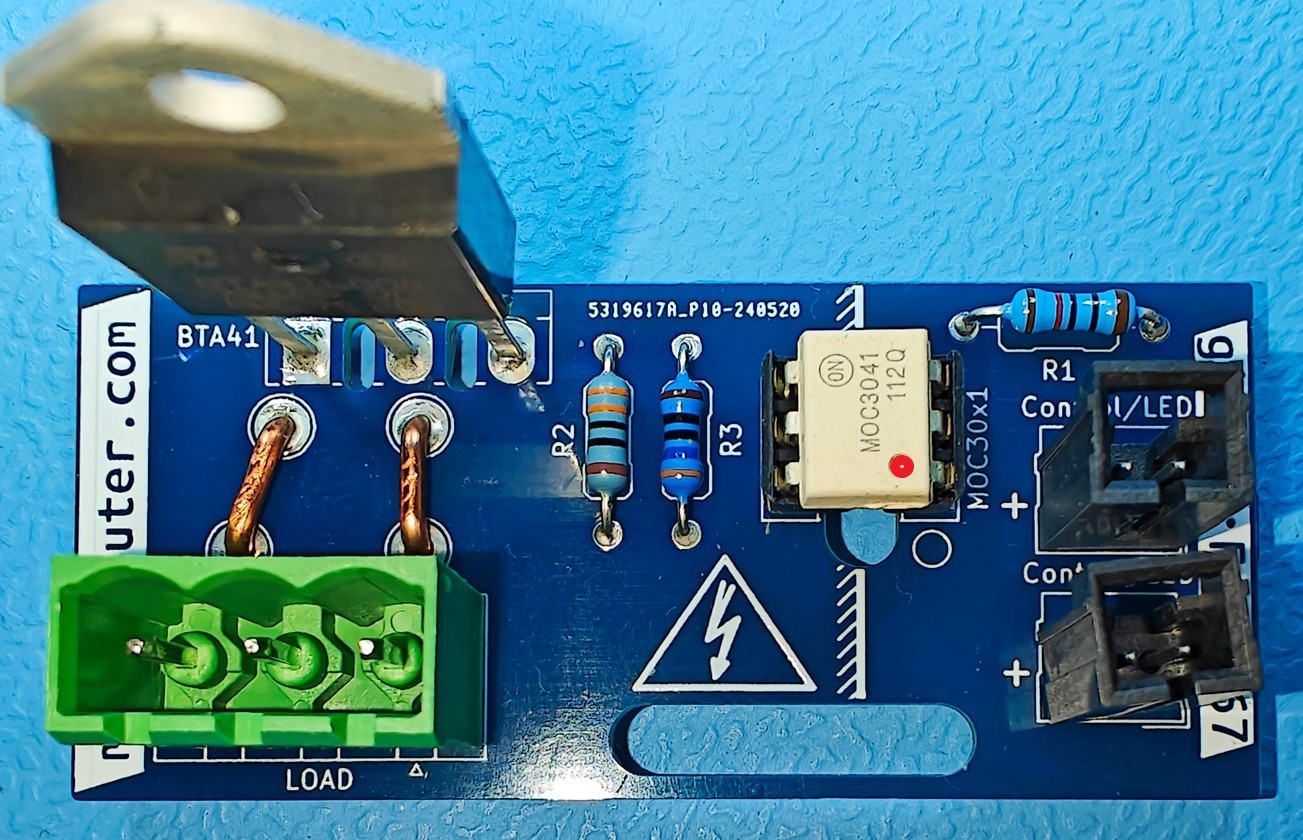 5319617A_P10-240520
BTA41
uter.com
R2
R3
ON
MOC3041
112Q
MOC30x1
R1
+
+
LOAD